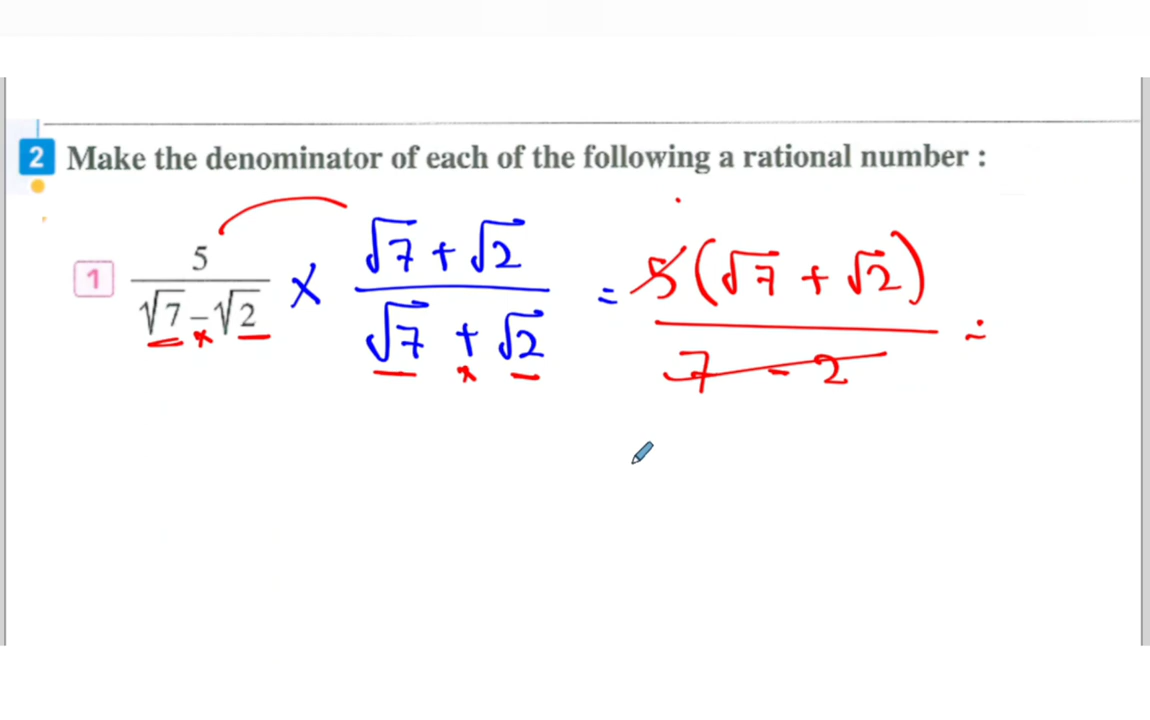 2 Make the denominator of each of the following a rational number :
1 5/(√7 – √2) × (√7 + √2)/(√7 + √2) = 5(√7 + √2)/(7 - 2) =